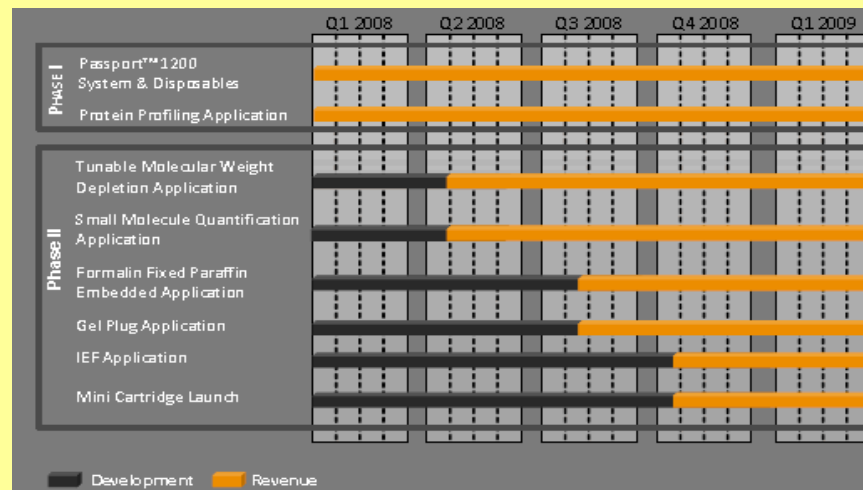 Q1 2008 Q2 2008 Q3 2008 Q4 2008 Q1 2009
PHASE I
Passport™ 1200
System & Disposables
Protein Profiling Application
Phase II
Tunable Molecular Weight
Depletion Application
Small Molecule Quantification
Application
Formalin Fixed Paraffin
Embedded Application
Gel Plug Application
IEF Application
Mini Cartridge Launch
Development Revenue